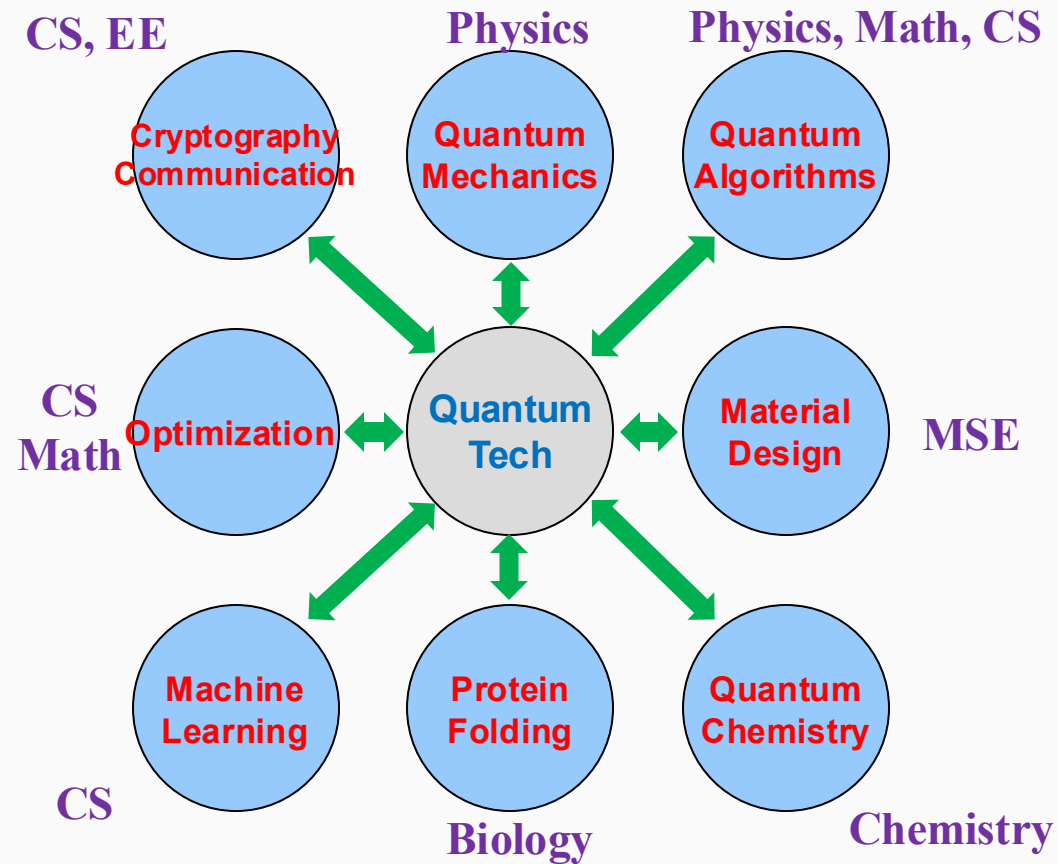 CS, EE
Physics
Physics, Math, CS
Cryptography
Communication
Quantum
Mechanics
Quantum
Algorithms
CS
Math
Optimization
Quantum
Tech
Material
Design
MSE
Machine
Learning
Protein
Folding
Quantum
Chemistry
CS
Biology
Chemistry